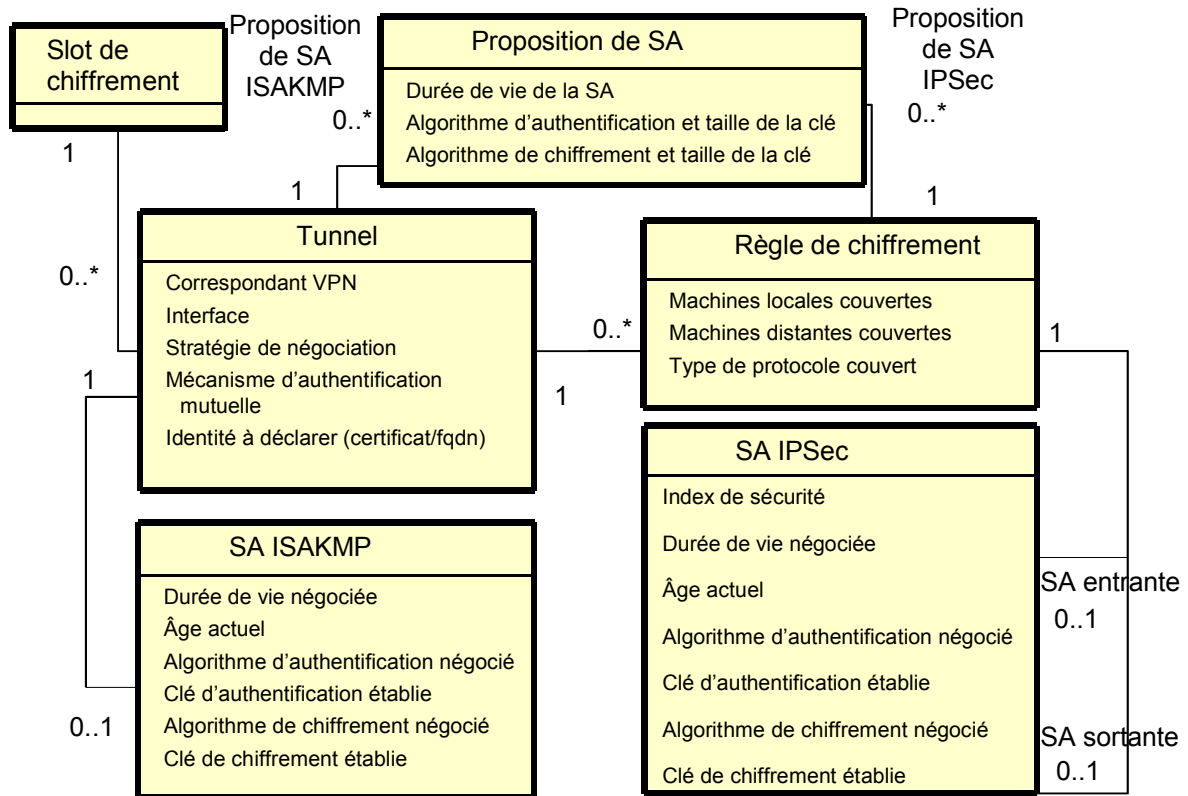 Slot de
chiffrement
Proposition
de SA
ISAKMP
Proposition de SA
Durée de vie de la SA
Algorithme d'authentification et taille de la clé
Algorithme de chiffrement et taille de la clé
Proposition
de SA
IPSec
0..*
0..*
1
1
1
Tunnel
Correspondant VPN
Interface
Stratégie de négociation
Mécanisme d'authentification
mutuelle
Identité à déclarer (certificat/fqdn)
0..*
1
0..*
1
Règle de chiffrement
Machines locales couvertes
Machines distantes couvertes
Type de protocole couvert
1
SA ISAKMP
Durée de vie négociée
Âge actuel
Algorithme d'authentification négocié
Clé d'authentification établie
Algorithme de chiffrement négocié
Clé de chiffrement établie
0..1
SA IPSec
Index de sécurité
Durée de vie négociée
Âge actuel
Algorithme d'authentification négocié
Clé d'authentification établie
Algorithme de chiffrement négocié
Clé de chiffrement établie
SA entrante
0..1
SA sortante
0..1